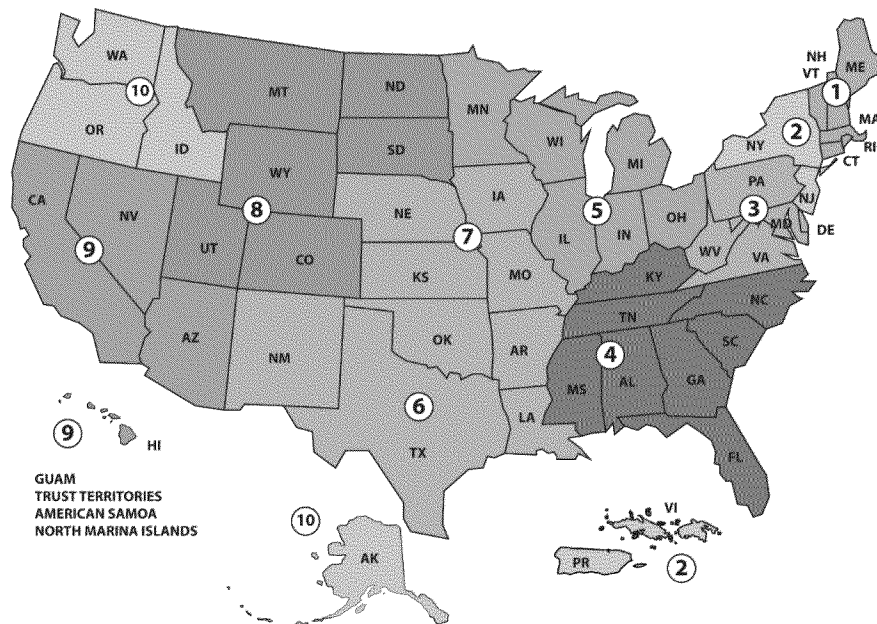 WA
10
OR
ID
MT
ND
MN
SD
WY
8
NE
IA
7
WI
MI
5
IL
IN
OH
NH
VT
ME
1
MA
2
NY
RI
CT
PA
3
NJ
MD
DE
WV
VA
CA
NV
9
UT
CO
KS
MO
KY
NC
TN
SC
4
AZ
NM
OK
AR
MS
AL
GA
6
TX
LA
FL
9
HI
GUAM
TRUST TERRITORIES
AMERICAN SAMOA
NORTH MARINA ISLANDS
10
AK
VI
PR
2